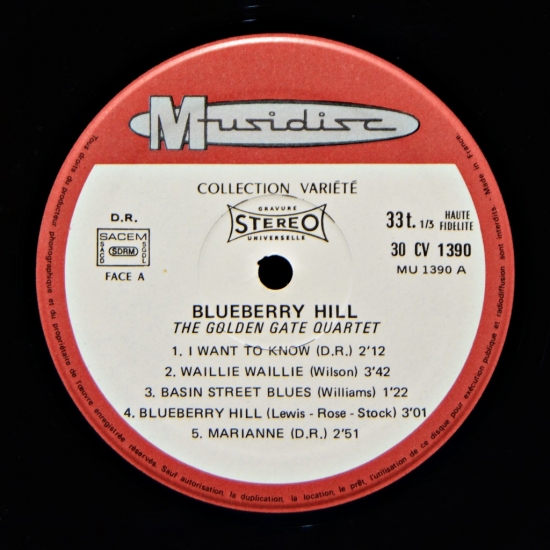 Musidisc
COLLECTION VARIÉTÉ
D.R.
GRAVURE
STEREO
UNIVERSELLE
33 t. 1/3 HAUTE FIDELITE
SACEM
SACD SDRM SGDL
30 CV 1390
MU 1390 A
FACE A
BLUEBERRY HILL
THE GOLDEN GATE QUARTET
1. I WANT TO KNOW (D.R.) 2'12
2. WAILLIE WAILLIE (Wilson) 3'42
3. BASIN STREET BLUES (Williams) 1'22
4. BLUEBERRY HILL (Lewis - Rose - Stock) 3'01
5. MARIANNE (D.R.) 2'51
Tous droits du producteur phonographique et du propriétaire de l'œuvre enregistrée réservés. Sauf autorisation, la duplication, la location, le prêt, l'utilisation de ce disque pour exécution publique et radiodiffusion sont interdits. Made in France.